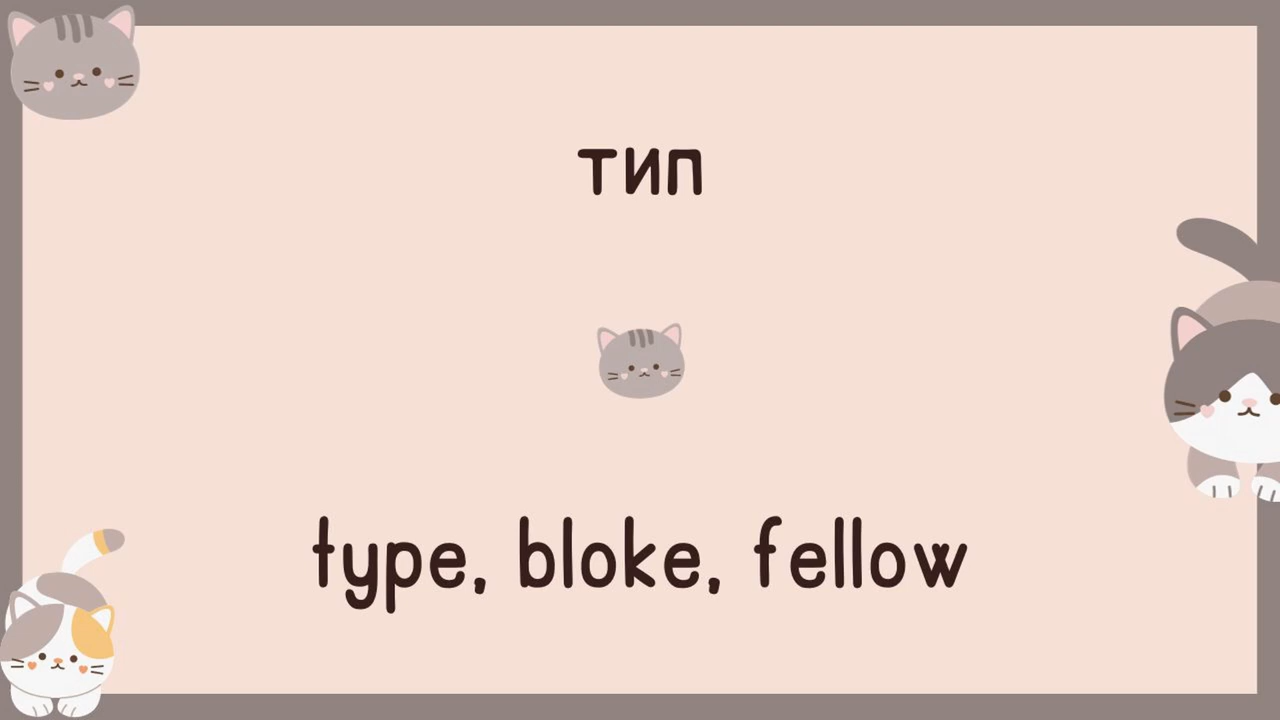 тип
type, bloke, fellow